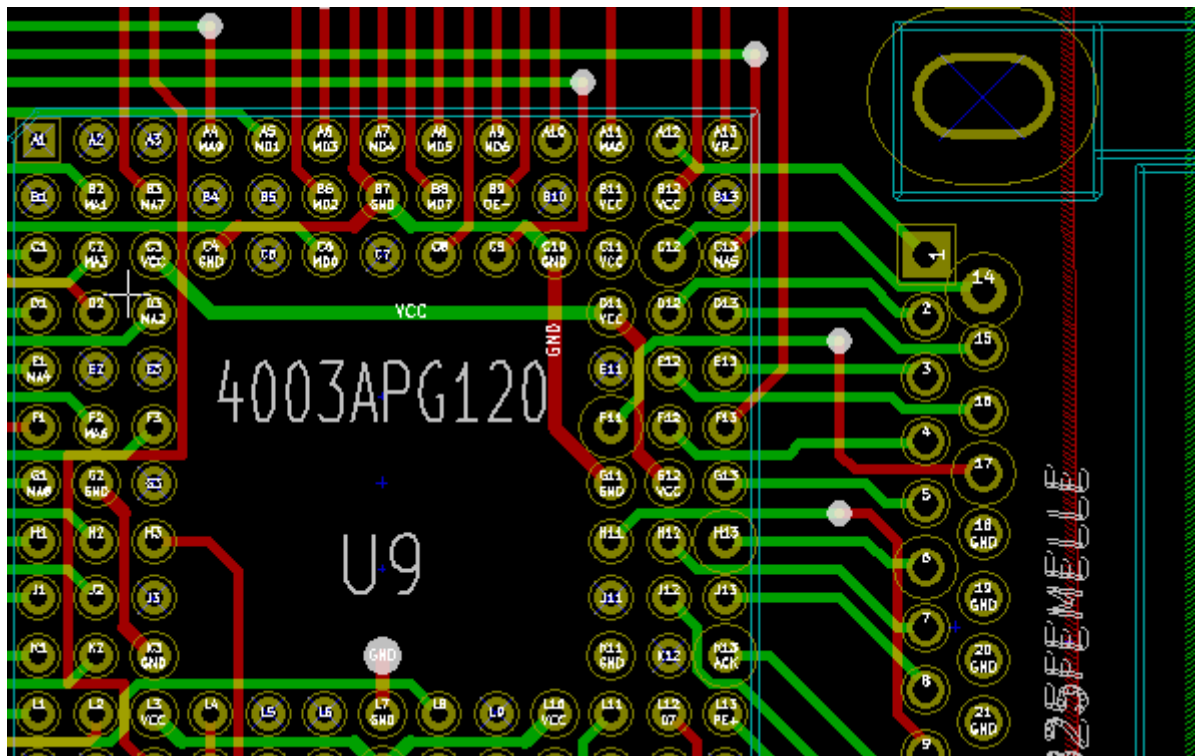 A1 A2 A3 A4 A5 A6 A7 A8 A9 A10 A11 A12 A13
MA0 MD1 MD3 MD4 MD5 MD6 MA6 VR-
B1 B2 B3 B4 B5 B6 B7 B8 B9 B10 B11 B12 B13
MA1 MA7 MD2 GND MD7 OE- VCC VCC
C1 C2 C3 C4 C6 C7 C8 C9 C10 C11 C12 C13
MA3 VCC GND MD0 GND VCC MA5
1
14
D1 D2 D3 VCC D11 D12 D13 2
MA2 VCC
GND
15
E1 E2 E3 E11 E12 E13 3
MA4
4003APG120
16
F1 F2 F3 F11 F12 F13 4
MA6
17
G1 G2 G3 G11 G12 G13 5
MA8 GND GND VCC
18
GND
H1 H2 H3 H11 H12 H13 6
U9
19
GND
J1 J2 J3 J11 J12 J13 7
K1 K2 K3 GND K11 K12 K13 20
GND GND ACK GND
8
L1 L2 L3 L4 L5 L6 L7 L8 L9 L10 L11 L12 L13 21
VCC GND VCC D7 PE+ GND
9